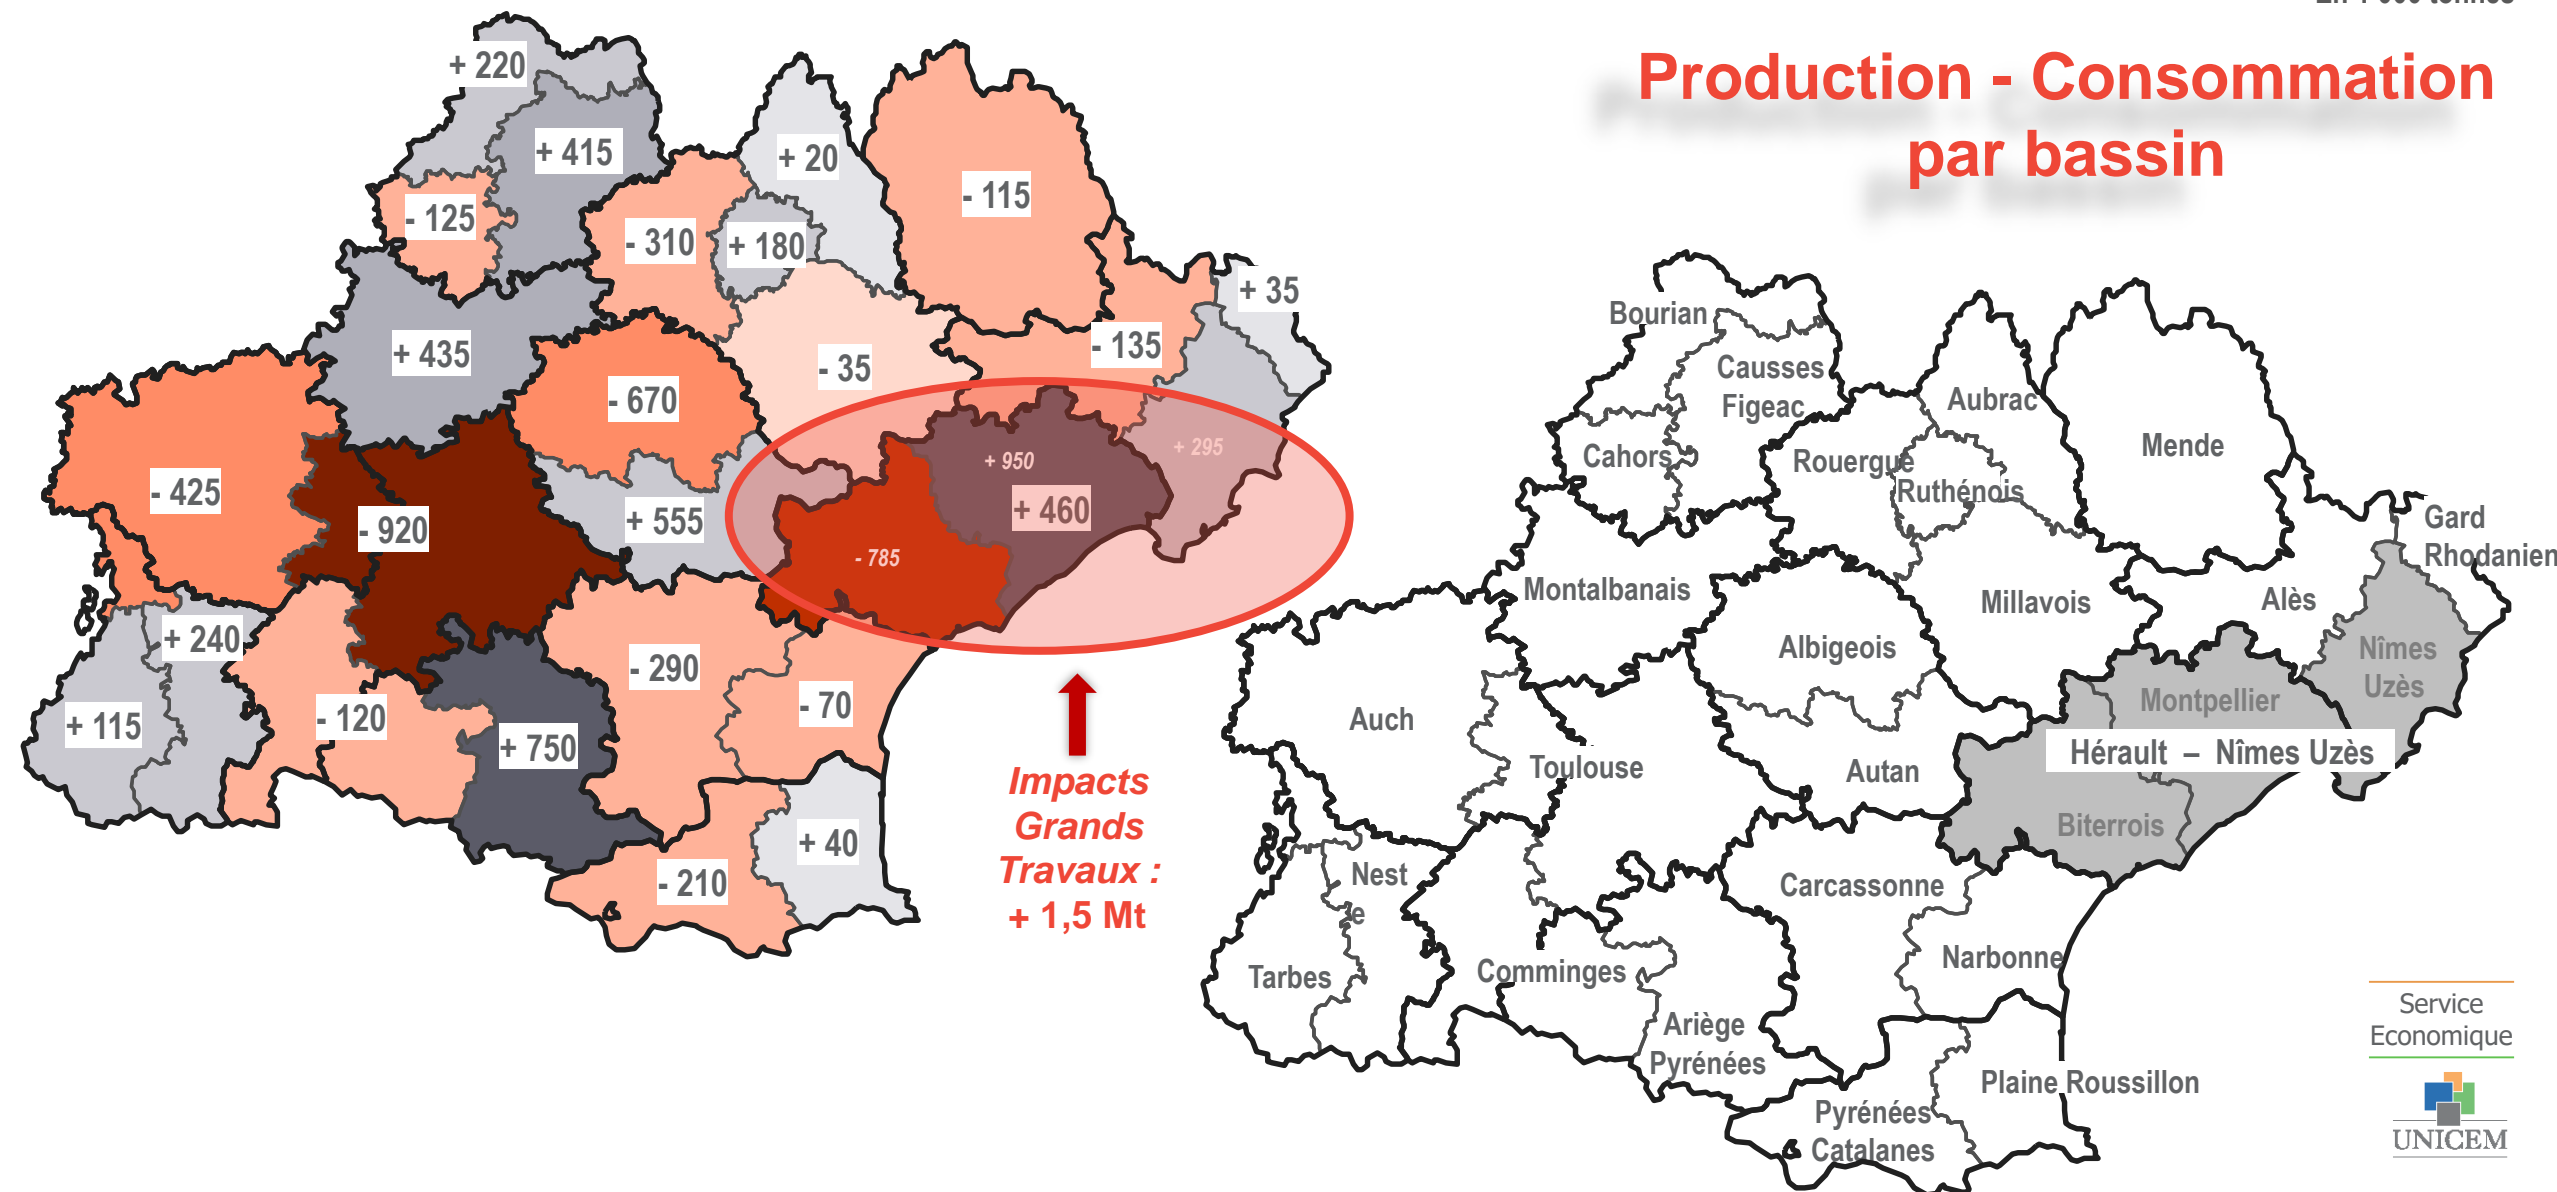 Production - Consommation
par bassin
+ 220
+ 415
+ 20
- 115
- 125
- 310
+ 180
+ 35
+ 435
- 135
- 35
- 670
+ 295
+ 950
- 425
+ 460
+ 555
- 920
- 785
+ 240
- 290
- 70
+ 115
- 120
+ 750
+ 40
- 210
Impacts
Grands
Travaux :
+ 1,5 Mt
Bourian
Causses
Figeac
Aubrac
Cahors
Rouergue
Ruthénois
Mende
Gard
Rhodanien
Montalbanais
Millavois
Alès
Albigeois
Nîmes
Uzès
Montpellier
Auch
Hérault – Nîmes Uzès
Toulouse
Autan
Biterrois
Nest
e
Carcassonne
Narbonne
Tarbes
Comminges
Ariège
Pyrénées
Plaine Roussillon
Pyrénées
Catalanes
Service
Economique
UNICEM